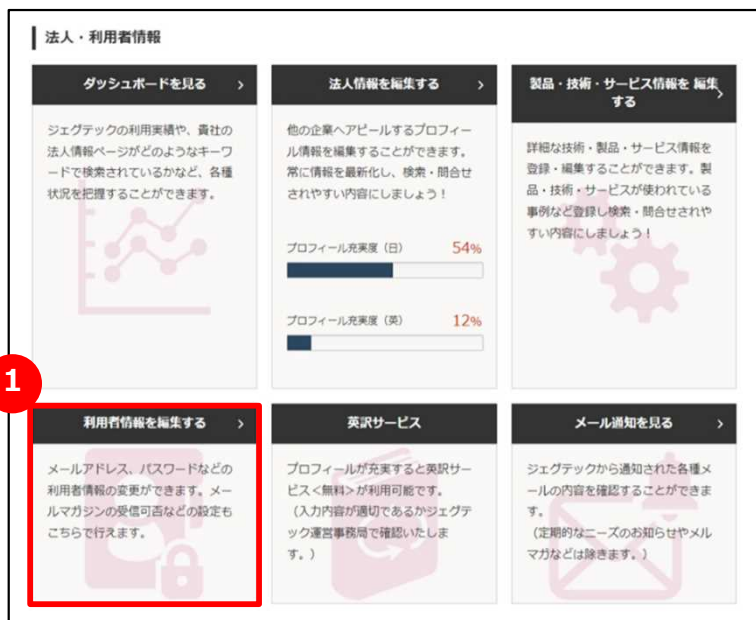 法人・利用者情報
ダッシュボードを見る >
ジェグテックの利用実績や、貴社の
法人情報ページがどのようなキーワ
ードで検索されているかなど、各種
状況を把握することができます。
法人情報を編集する >
他の企業へアピールするプロフィー
ル情報を編集することができます。
常に情報を最新化し、検索・問合せ
されやすい内容にしましょう！
プロフィール充実度（日） 54%
プロフィール充実度（英） 12%
製品・技術・サービス情報を 編集
する >
詳細な技術・製品・サービス情報を
登録・編集することができます。製
品・技術・サービスが使われている
事例など登録し検索・問合せされや
すい内容にしましょう！
1
利用者情報を編集する >
メールアドレス、パスワードなどの
利用者情報の変更ができます。メー
ルマガジンの受信可否などの設定も
こちらで行えます。
英訳サービス
プロフィールが充実すると英訳サー
ビス<無料>が利用可能です。
（入力内容が適切であるかジェグテ
ック運営事務局で確認いたしま
す。）
メール通知を見る >
ジェグテックから通知された各種メ
ールの内容を確認することができま
す。
（定期的なニーズのお知らせやメル
マガなどは除きます。）